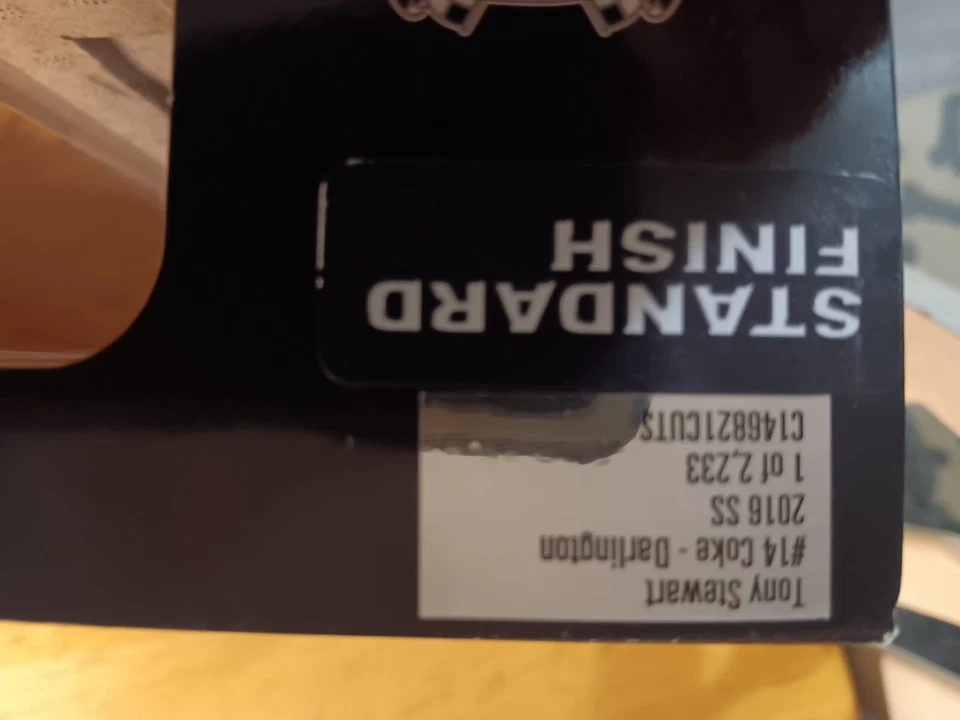 Tony Stewart
#14 Coke - Darlington
2016 SS
1 of 2,233
C146821CUTS
STANDARD
FINISH